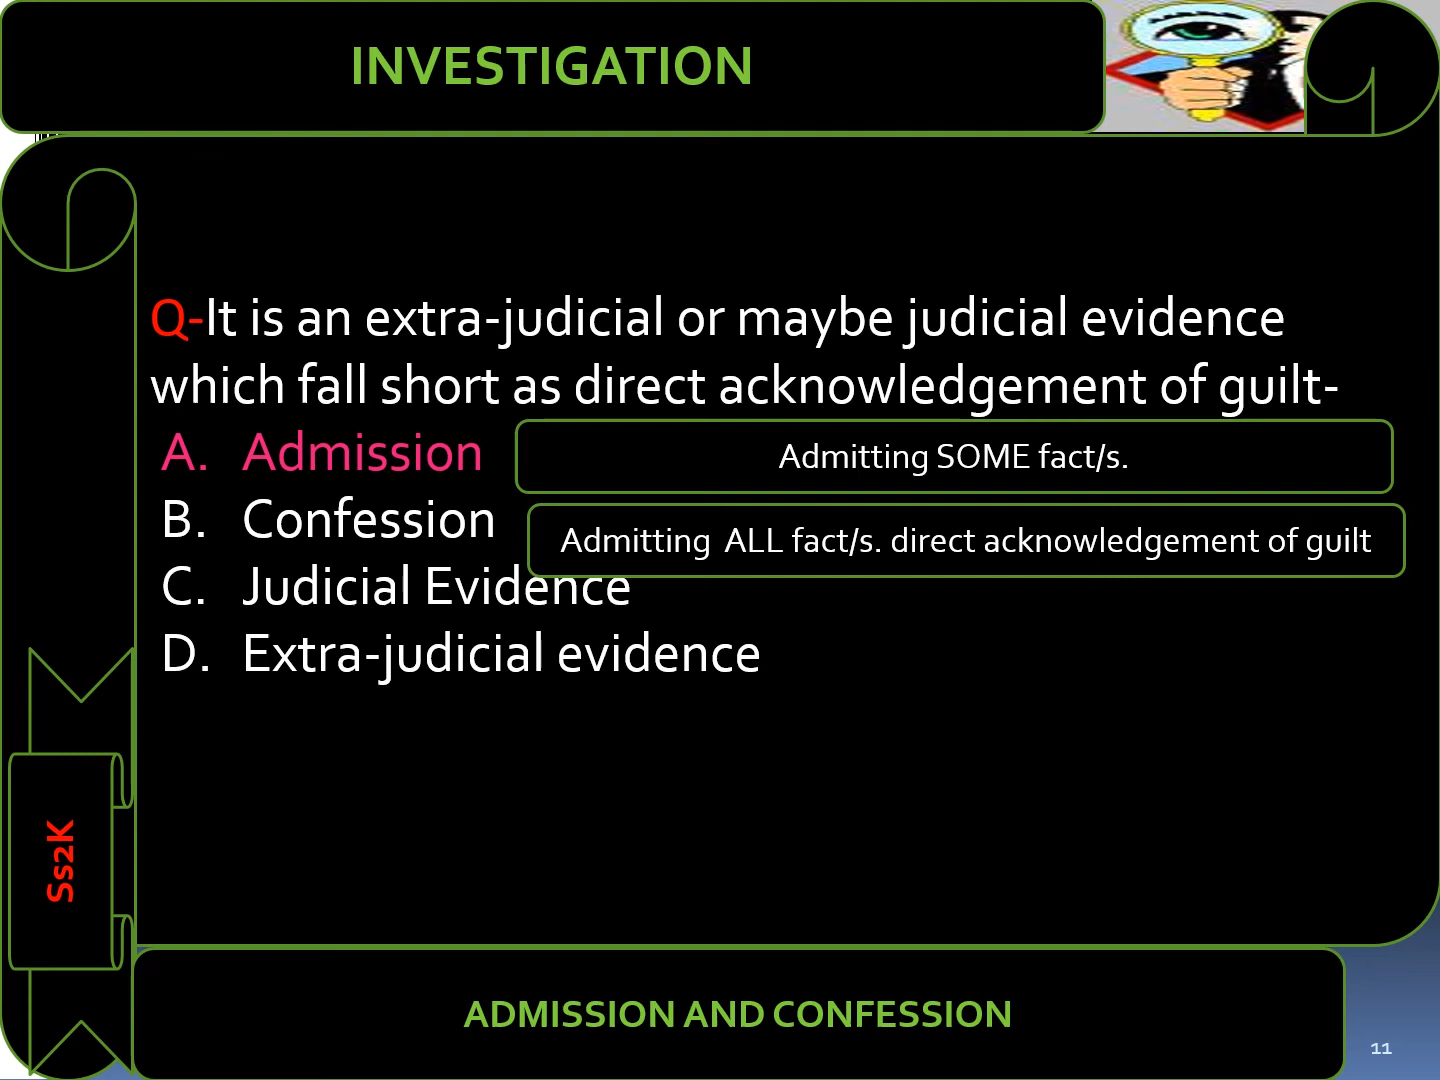 INVESTIGATION
Q-It is an extra-judicial or maybe judicial evidence
which fall short as direct acknowledgement of guilt-
A. Admission
Admitting SOME fact/s.
B. Confession
Admitting ALL fact/s. direct acknowledgement of guilt
C. Judicial Evidence
D. Extra-judicial evidence
Ss2K
ADMISSION AND CONFESSION
11